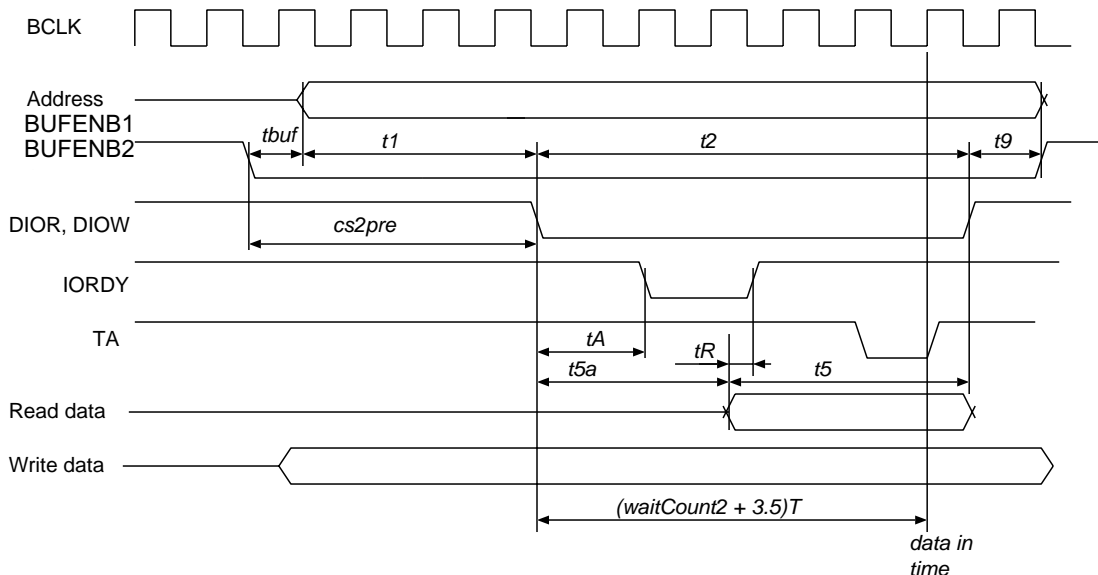 BCLK
Address
BUFENB1
BUFENB2
tbuf
t1
t2
t9
DIOR, DIOW
cs2pre
IORDY
TA
tA
tR
t5a
t5
Read data
Write data
(waitCount2 + 3.5)T
data in
time